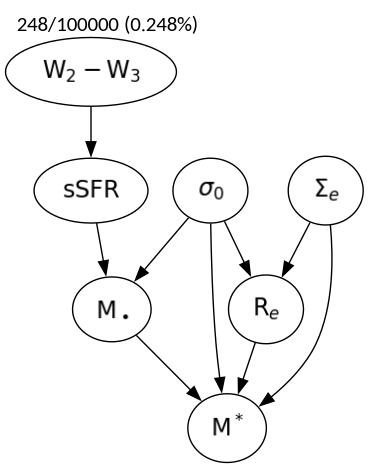 248/100000 (0.248%)
W₂ − W₃
sSFR
σ₀
Σₑ
M•
Rₑ
M*